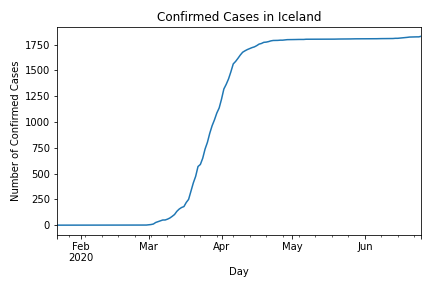 Confirmed Cases in Iceland
1750
1500
1250
1000
750
500
250
0
Number of Confirmed Cases
Feb Mar Apr May Jun
2020
Day